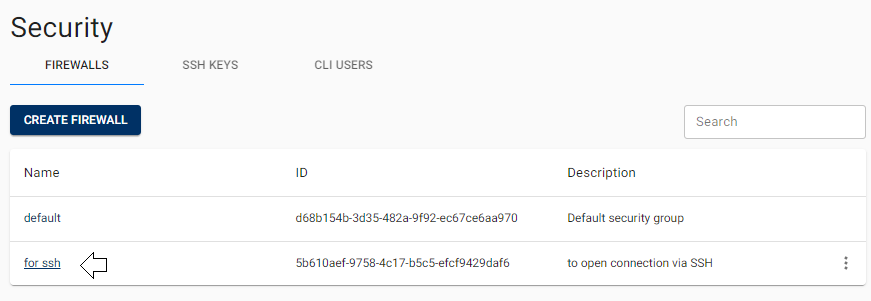 Security
FIREWALLS SSH KEYS CLI USERS
CREATE FIREWALL Search
Name ID Description
default d68b154b-3d35-482a-9f92-ec67ce6aa970 Default security group
for ssh 5b610aef-9758-4c17-b5c5-efcf9429daf6 to open connection via SSH